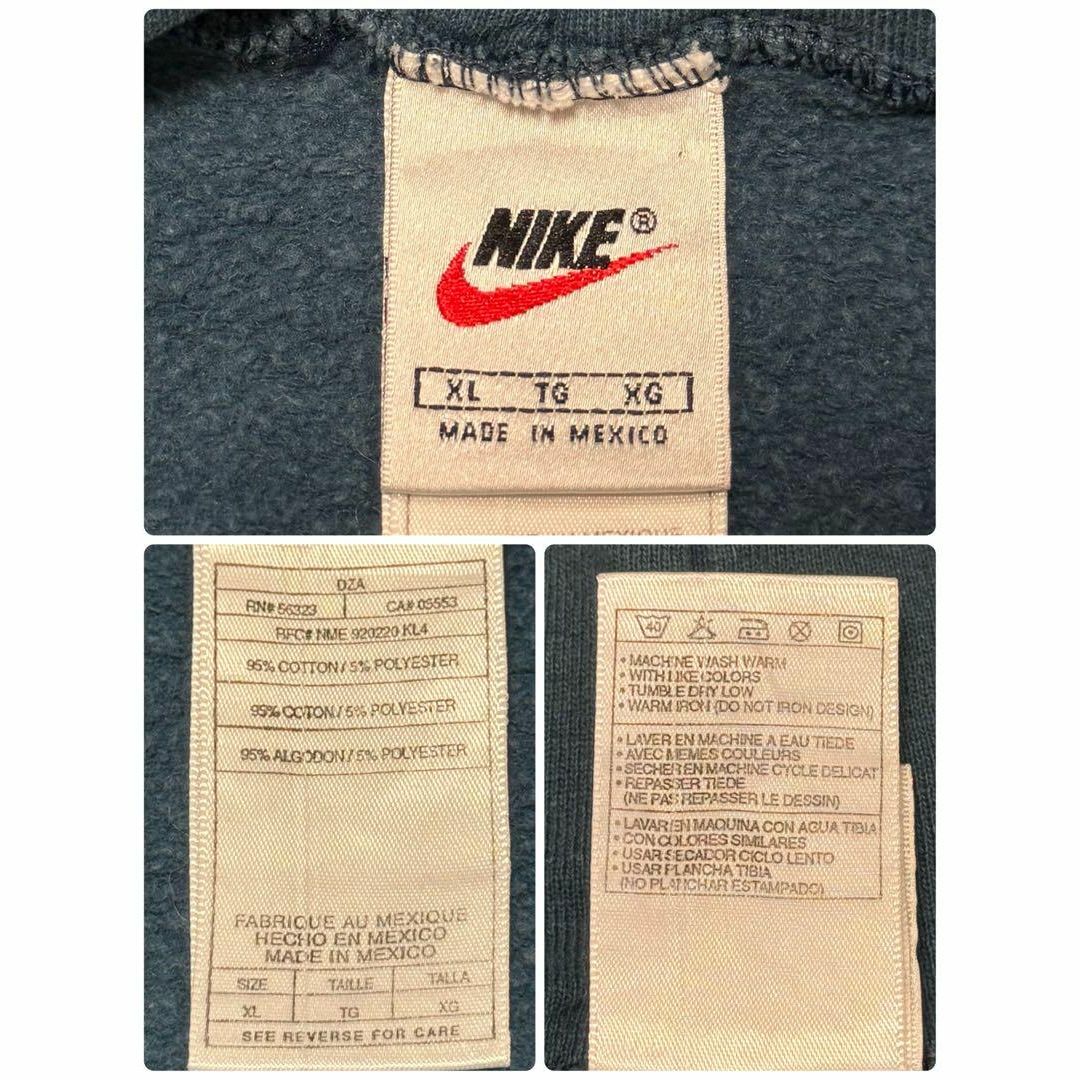 NIKE®
XL TG XG
MADE IN MEXICO
MEXIQUE
DZA
RN# 56323 CA# 05553
RFC# NME 920220 KL4
95% COTTON / 5% POLYESTER
95% COTON / 5% POLYESTER
95% ALGODON / 5% POLYESTER
FABRIQUE AU MEXIQUE
HECHO EN MEXICO
MADE IN MEXICO
SIZE TAILLE TALLA
XL TG XG
SEE REVERSE FOR CARE
40
• MACHINE WASH WARM
• WITH LIKE COLORS
• TUMBLE DRY LOW
• WARM IRON (DO NOT IRON DESIGN)
• LAVER EN MACHINE A EAU TIEDE
• AVEC MEMES COULEURS
• SECHER EN MACHINE CYCLE DELICAT
• REPASSER TIEDE
(NE PAS REPASSER LE DESSIN)
• LAVAR EN MAQUINA CON AGUA TIBIA
• CON COLORES SIMILARES
• USAR SECADOR CICLO LENTO
• USAR PLANCHA TIBIA
(NO PLANCHAR ESTAMPADO)